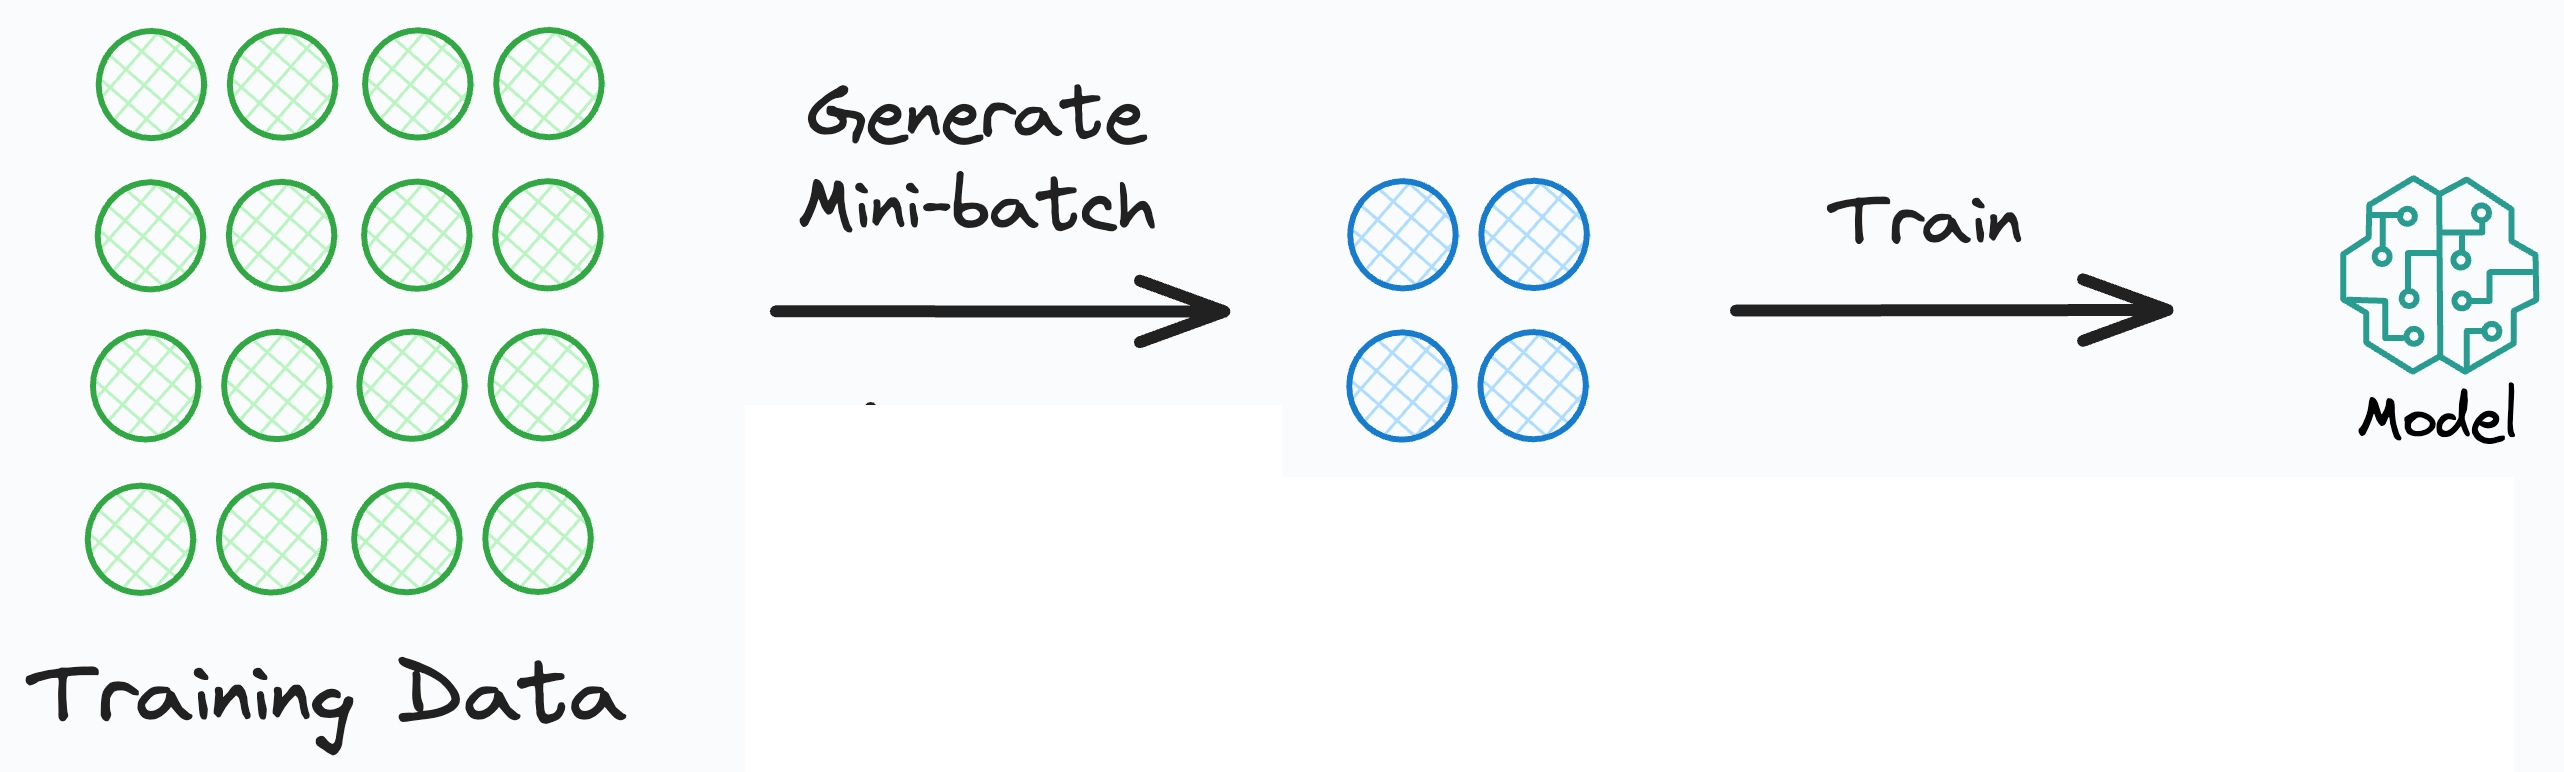 Generate
Mini-batch
Train
Model
Training Data